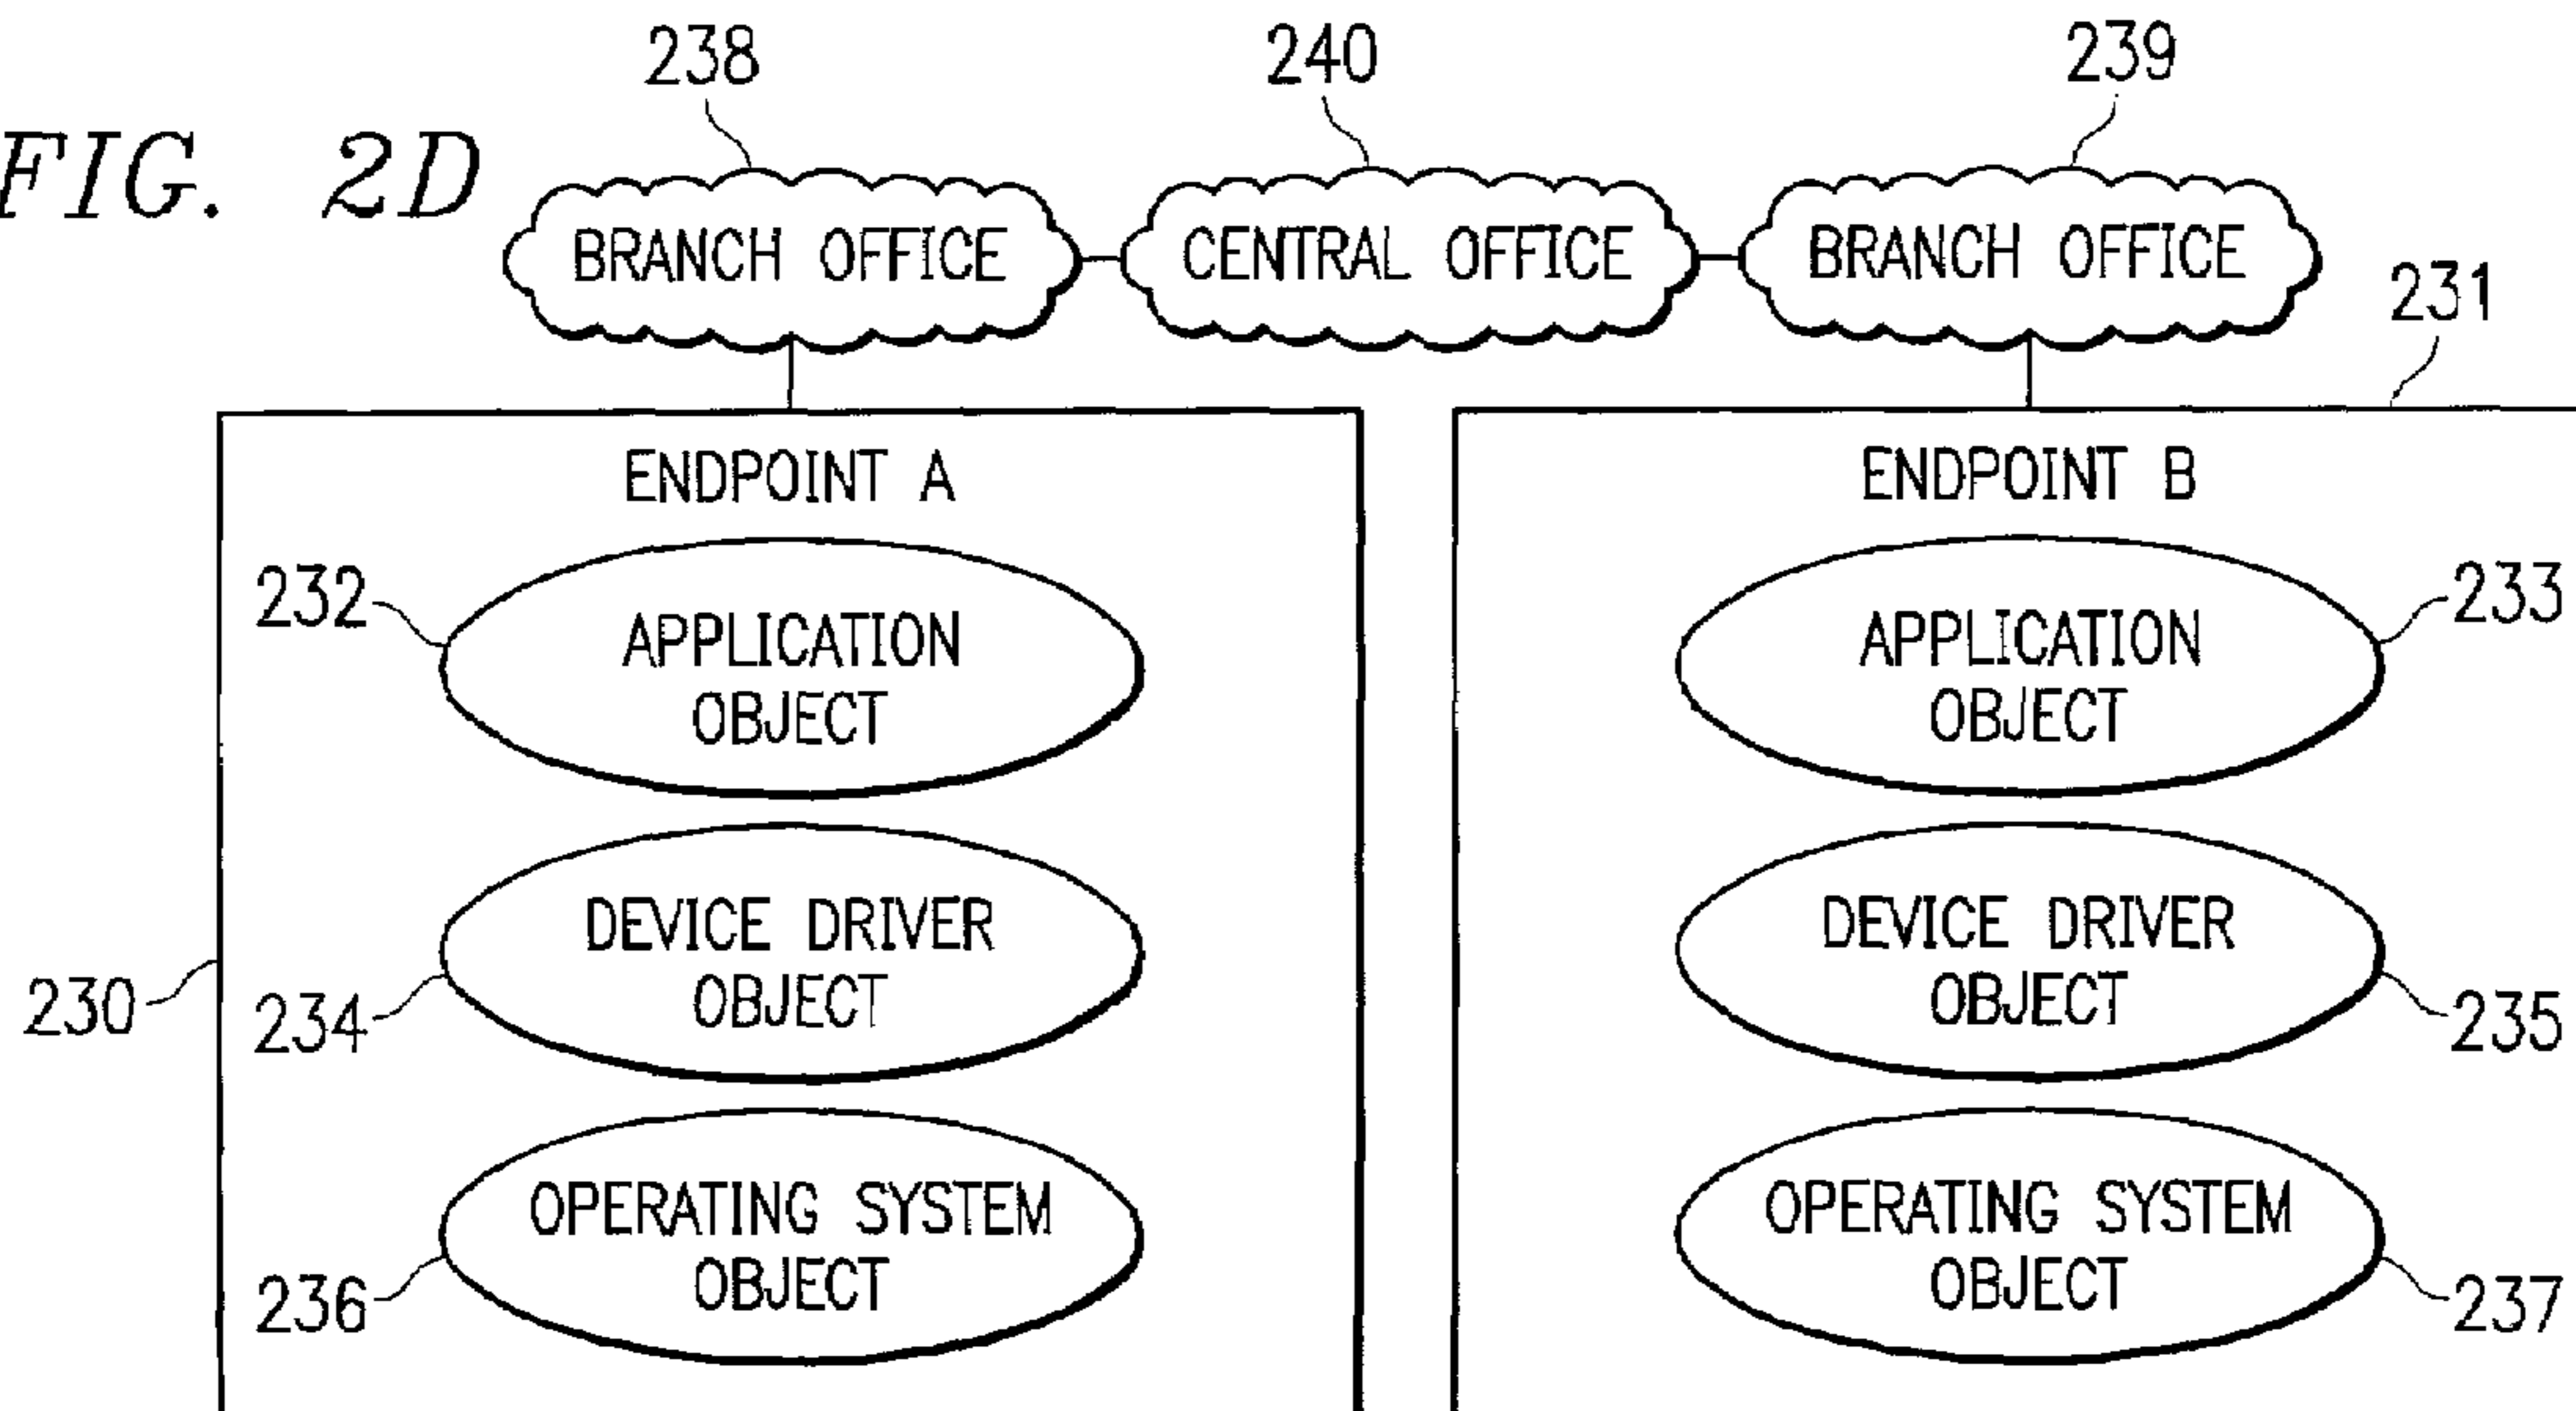 238
240
239
FIG. 2D
BRANCH OFFICE
CENTRAL OFFICE
BRANCH OFFICE
231
ENDPOINT A
232
APPLICATION
OBJECT
230
234
DEVICE DRIVER
OBJECT
236
OPERATING SYSTEM
OBJECT
ENDPOINT B
233
APPLICATION
OBJECT
DEVICE DRIVER
OBJECT
235
OPERATING SYSTEM
OBJECT
237